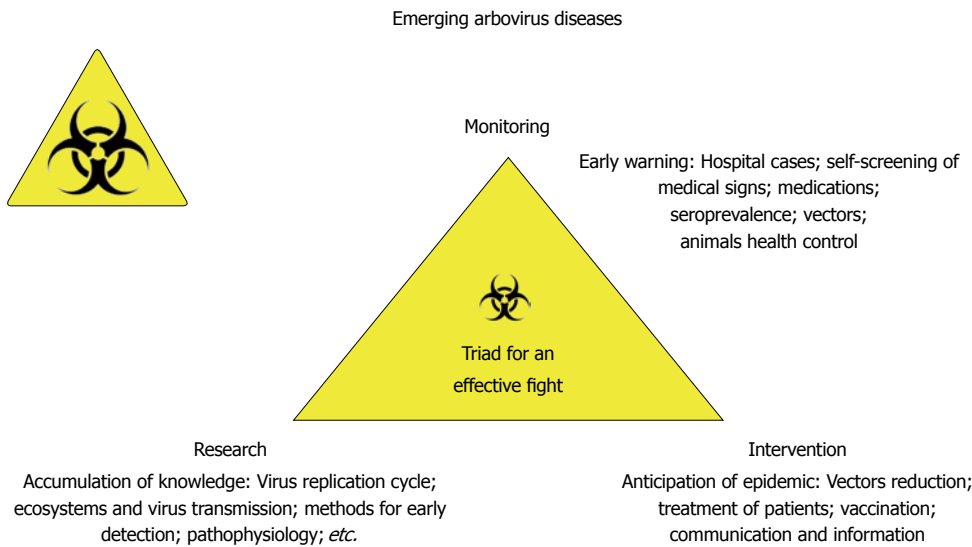 Emerging arbovirus diseases
Monitoring
Early warning: Hospital cases; self-screening of
medical signs; medications;
seroprevalence; vectors;
animals health control
Triad for an
effective fight
Research
Accumulation of knowledge: Virus replication cycle;
ecosystems and virus transmission; methods for early
detection; pathophysiology; etc.
Intervention
Anticipation of epidemic: Vectors reduction;
treatment of patients; vaccination;
communication and information